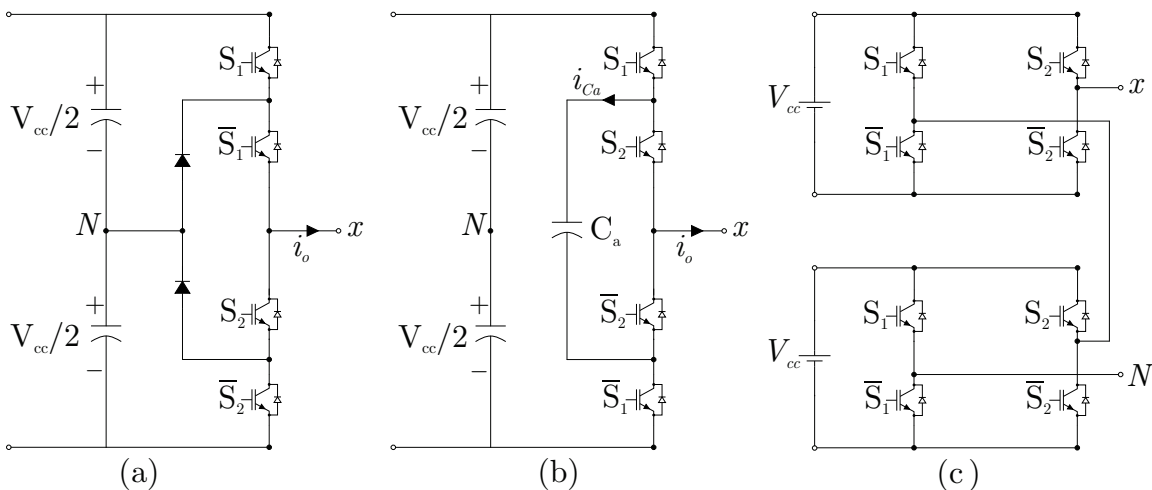 +
V_cc/2
−
N
+
V_cc/2
−
S_1
S̅_1
i_o
x
S_2
S̅_2
(a)
+
V_cc/2
−
N
+
V_cc/2
−
S_1
i_Ca
S_2
C_a
i_o
x
S̅_2
S̅_1
(b)
V_cc
S_1
S_2
x
S̅_1
S̅_2
V_cc
S_1
S_2
N
S̅_1
S̅_2
(c)